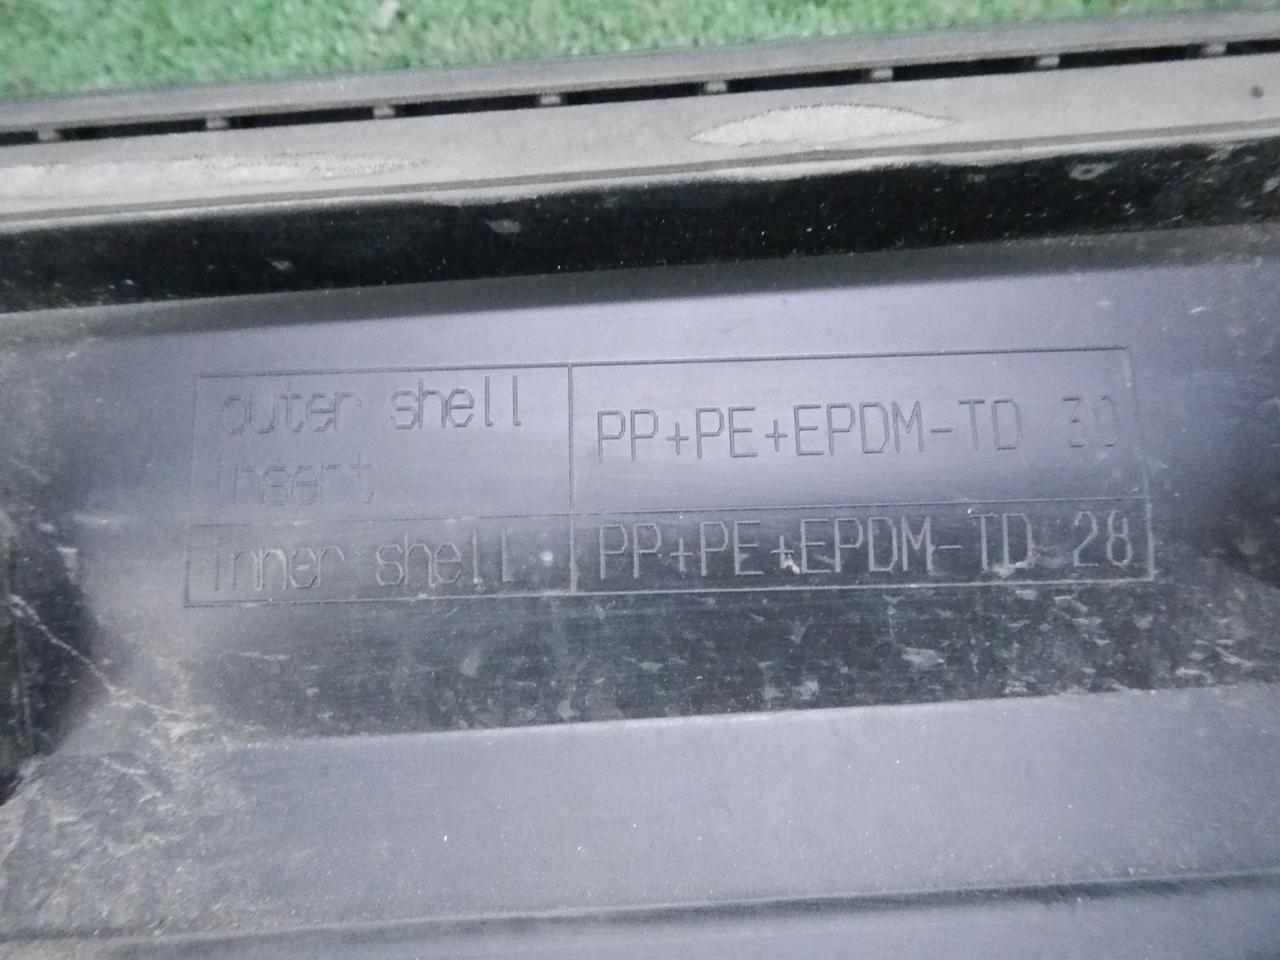 outer shell PP+PE+EPDM-TD 30
insert
inner shell PP+PE+EPDM-TD 28